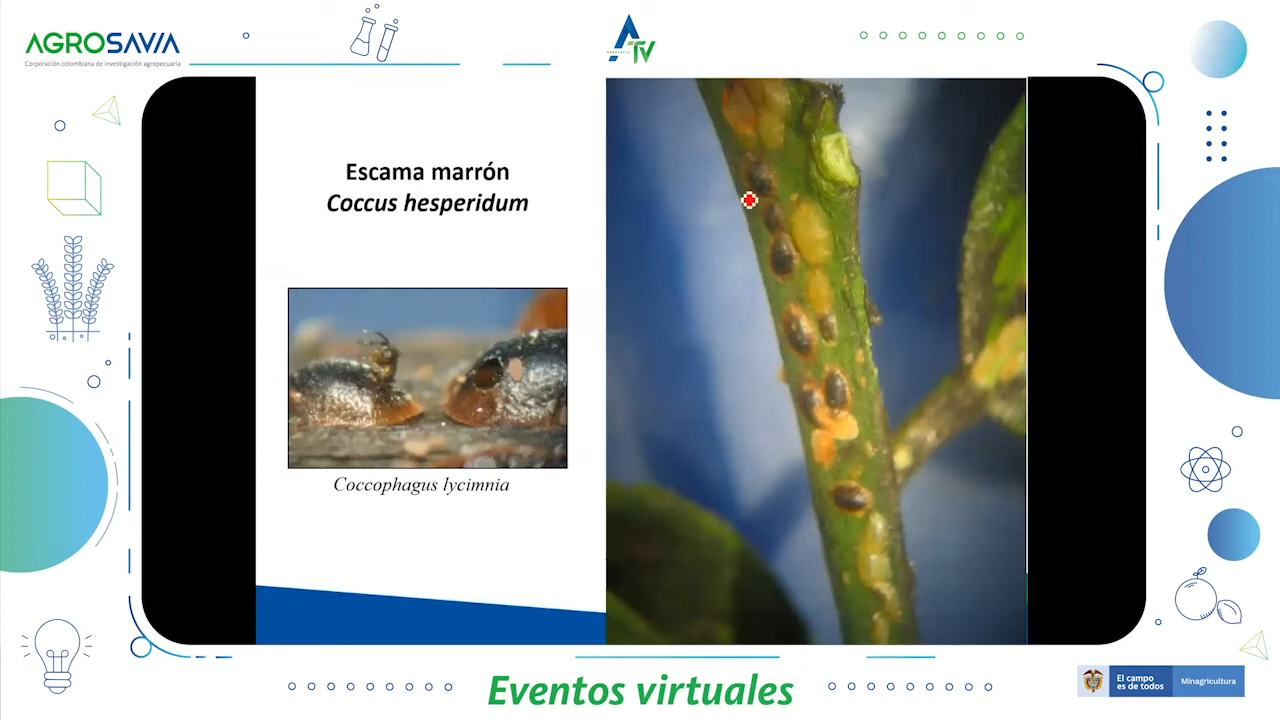 AGROSAVIA
Corporación colombiana de investigación agropecuaria
ATV
Escama marrón
Coccus hesperidum
Coccophagus lycimnia
Eventos virtuales
El campo
es de todos
Minagricultura